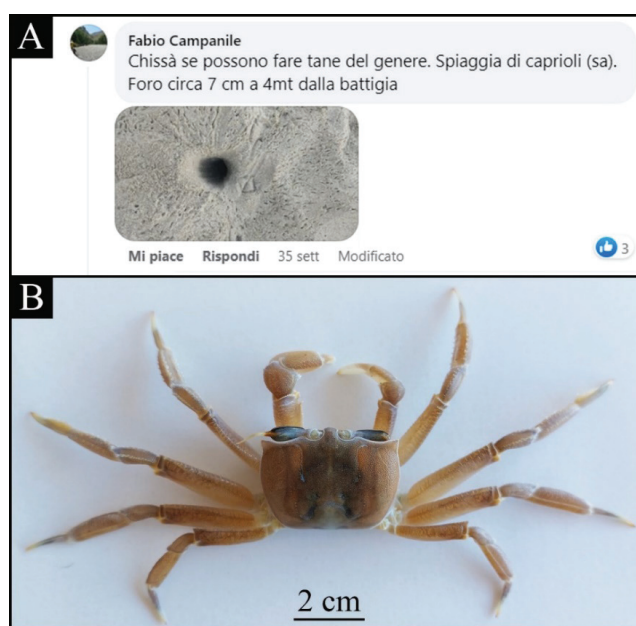 A
Fabio Campanile
Chissà se possono fare tane del genere. Spiaggia di caprioli (sa).
Foro circa 7 cm a 4mt dalla battigia
Mi piace Rispondi 35 sett Modificato
3
B
2 cm